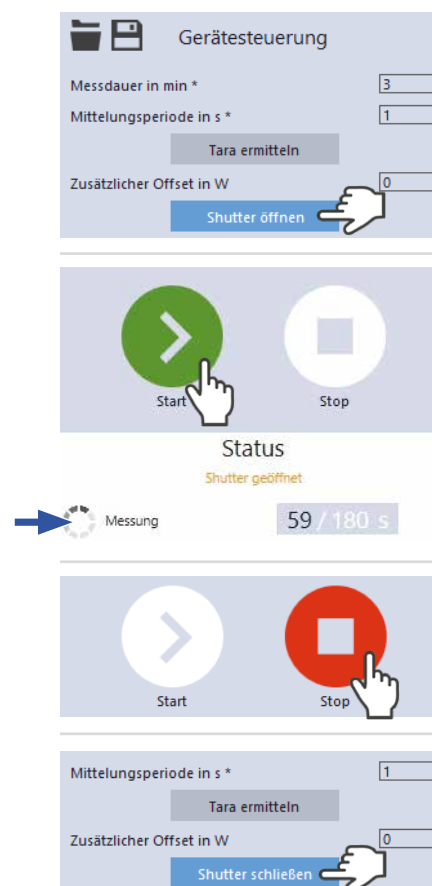 Gerätesteuerung
Messdauer in min * 3
Mittelungsperiode in s * 1
Tara ermitteln
Zusätzlicher Offset in W 0
Shutter öffnen
Start Stop
Status
Shutter geöffnet
Messung 59 / 180 s
Start Stop
Mittelungsperiode in s * 1
Tara ermitteln
Zusätzlicher Offset in W 0
Shutter schließen